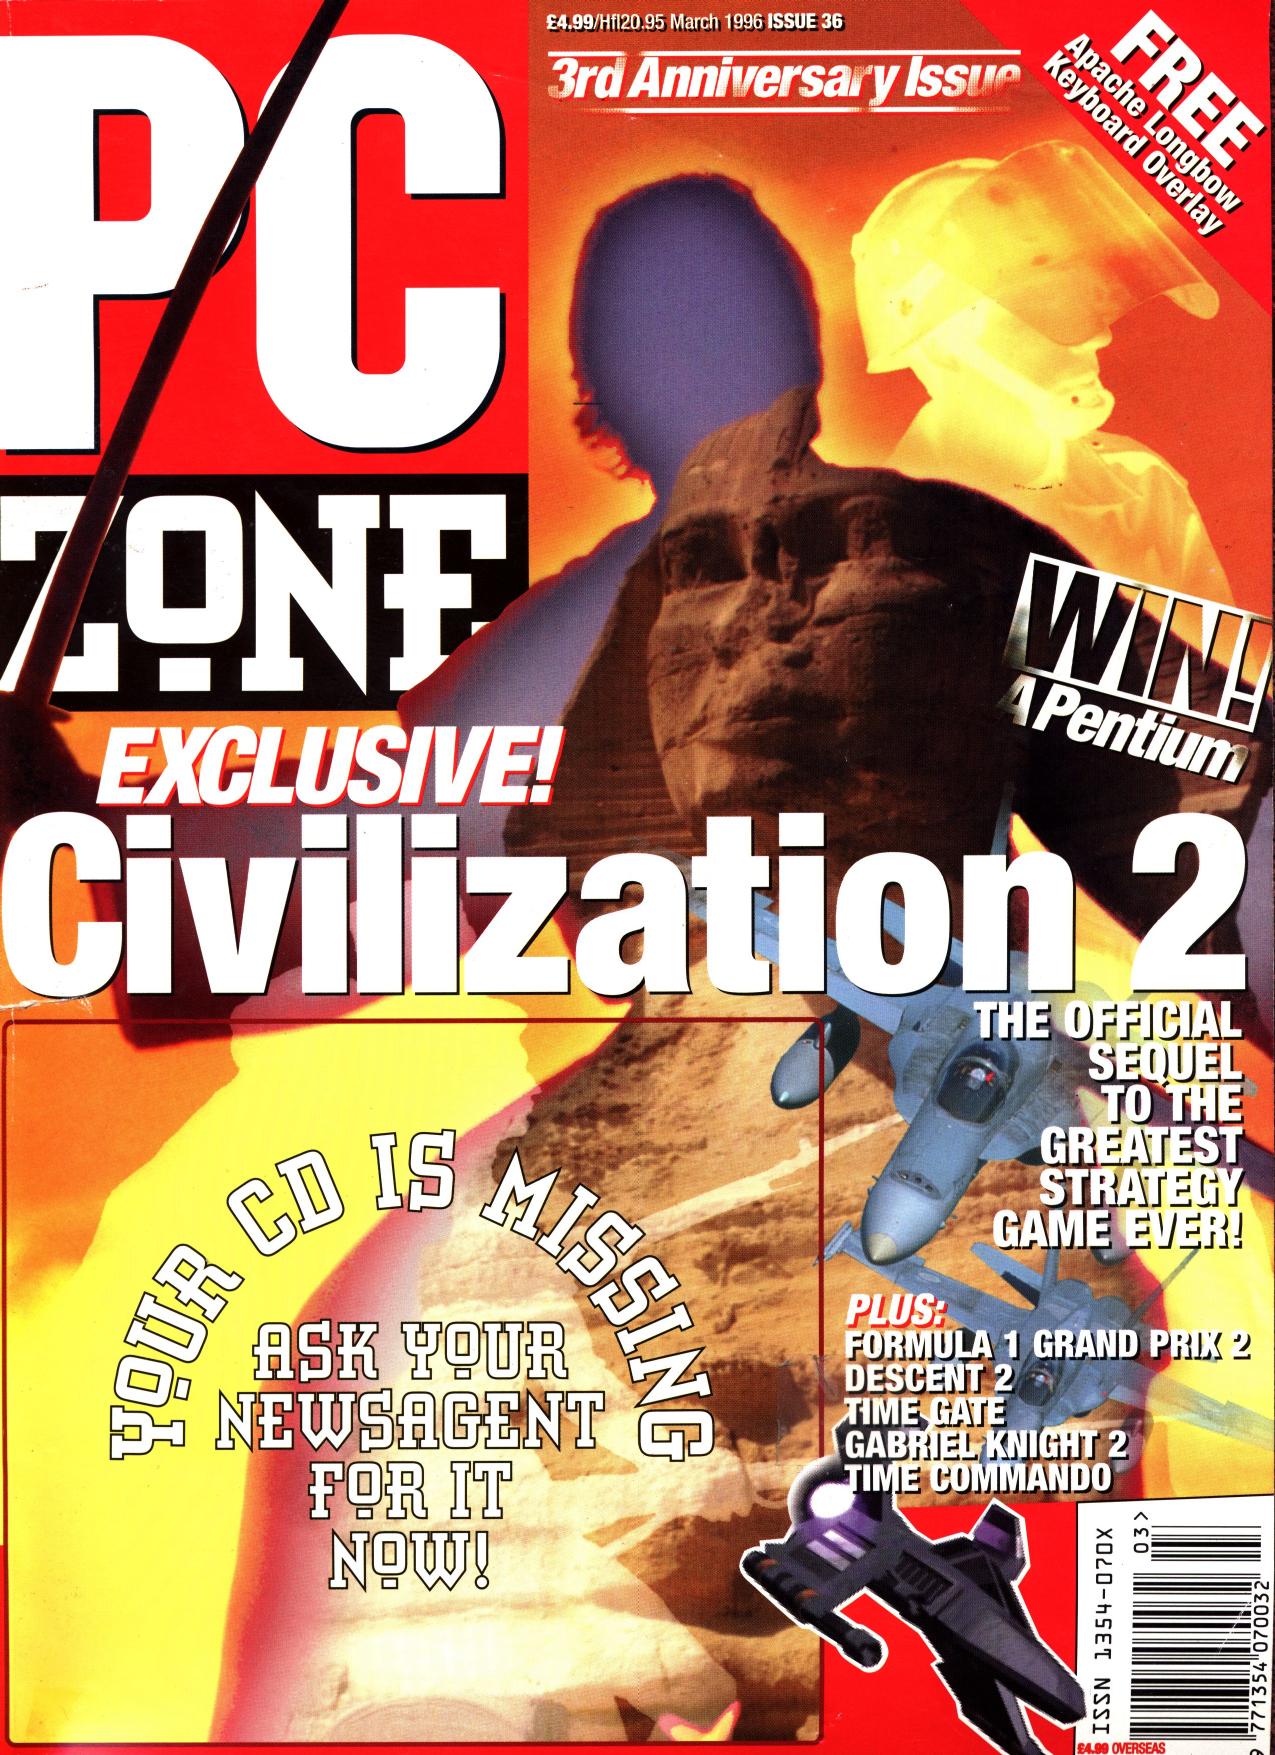 £4.99/Hfl20.95 March 1996 ISSUE 36
3rd Anniversary Issue
FREE
Apache Longbow
Keyboard Overlay
PC
ZONE
WIN!
A Pentium
EXCLUSIVE!
Civilization 2
THE OFFICIAL
SEQUEL
TO THE
GREATEST
STRATEGY
GAME EVER!
YOUR CD IS MISSING
ASK YOUR
NEWSAGENT
FOR IT
NOW!
PLUS:
FORMULA 1 GRAND PRIX 2
DESCENT 2
TIME GATE
GABRIEL KNIGHT 2
TIME COMMANDO
ISSN 1354-070X
03>
9 771354 070032
£4.99 OVERSEAS